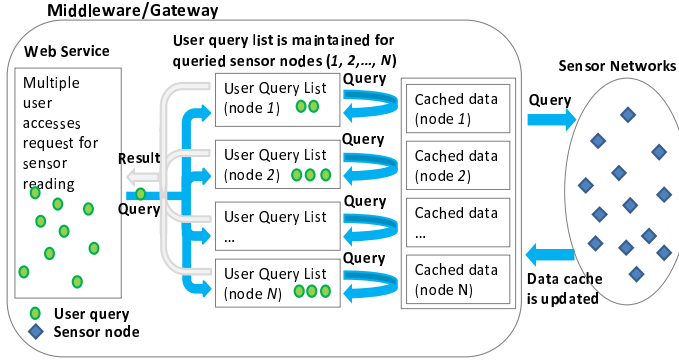 Middleware/Gateway
Web Service
User query list is maintained for
queried sensor nodes (1, 2,..., N)
Sensor Networks
Multiple
user
accesses
request for
sensor
reading
Result
Query
User Query List
(node 1)
Query
Cached data
(node 1)
User Query List
(node 2)
Query
Cached data
(node 2)
User Query List
...
Query
Cached data
...
User Query List
(node N)
Query
Cached data
(node N)
Query
Data cache
is updated
User query
Sensor node